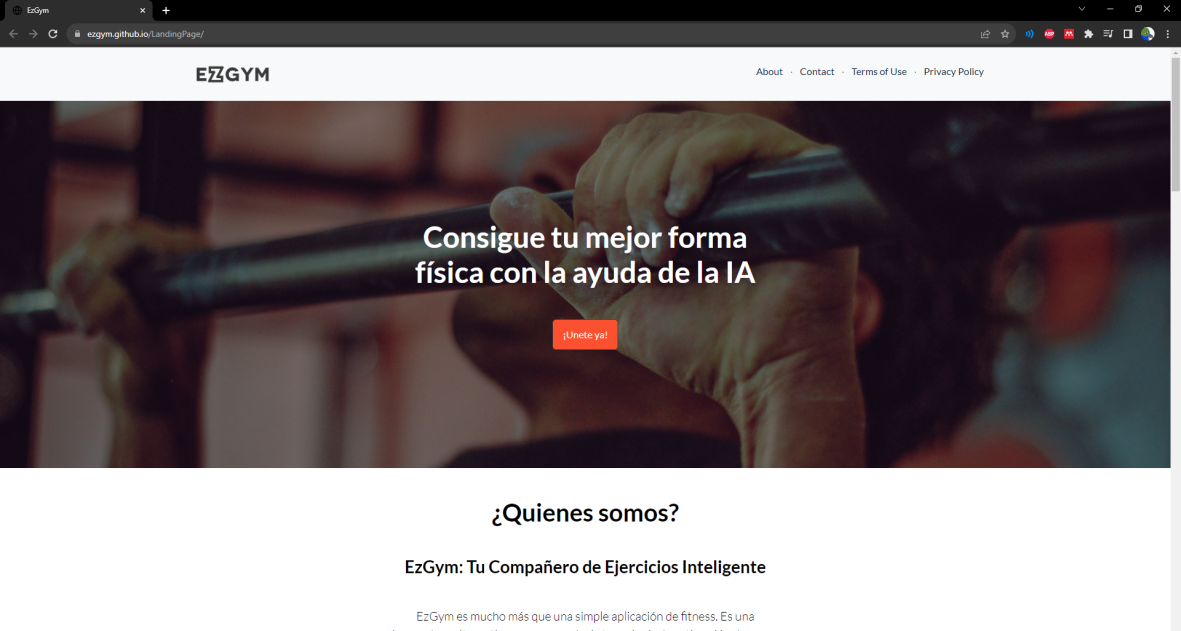 EzGym
ezgym.github.io/LandingPage/
ABP
EZGYM
About · Contact · Terms of Use · Privacy Policy
Consigue tu mejor forma
física con la ayuda de la IA
¡Unete ya!
¿Quienes somos?
EzGym: Tu Compañero de Ejercicios Inteligente
EzGym es mucho más que una simple aplicación de fitness. Es una